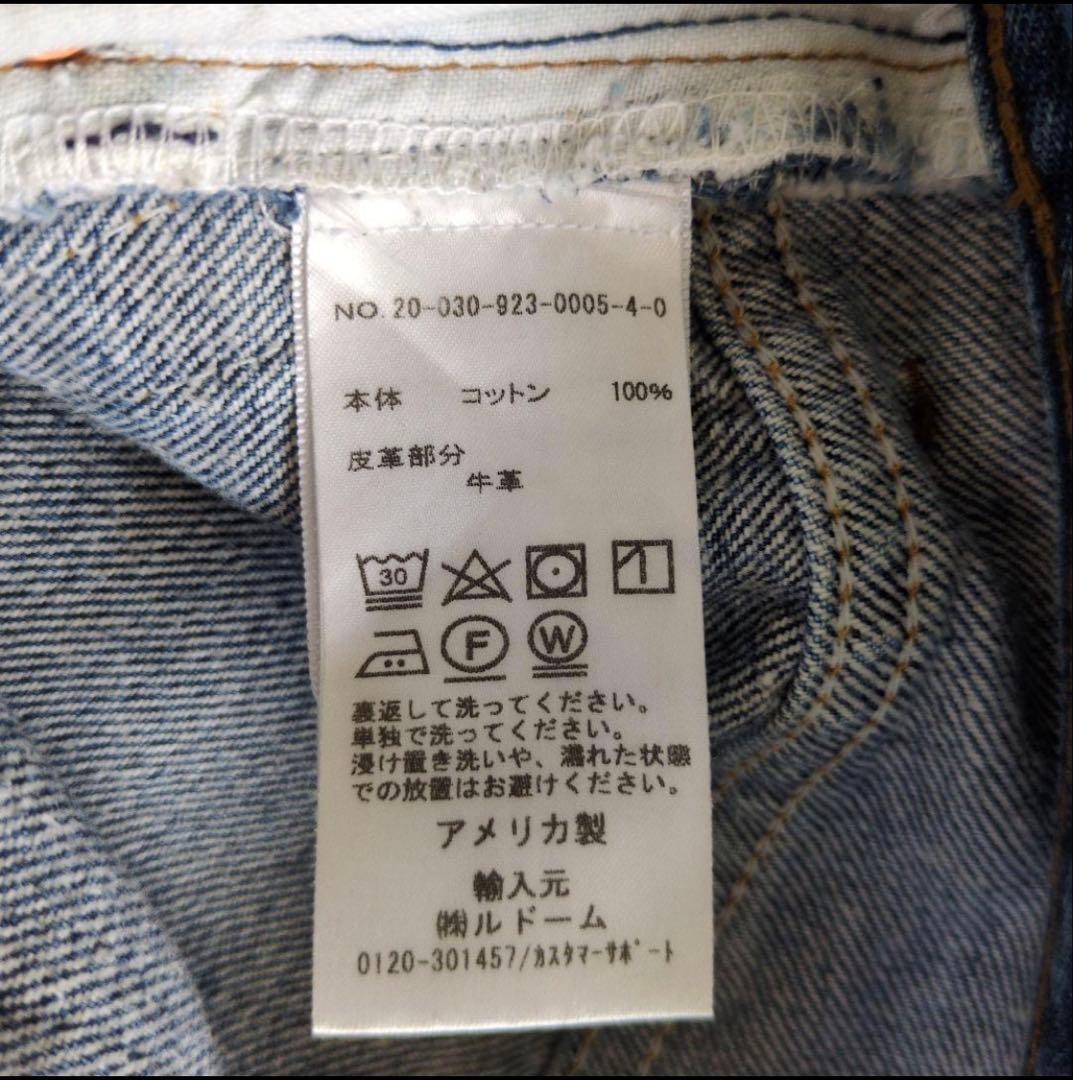 NO. 20-030-923-0005-4-0
本体 コットン 100%
皮革部分
牛革
30
F W
裏返して洗ってください。
単独で洗ってください。
浸け置き洗いや、濡れた状態
での放置はお避けください。
アメリカ製
輸入元
㈱ルドーム
0120-301457/ｶｽﾀﾏｰｻﾎﾟｰﾄ